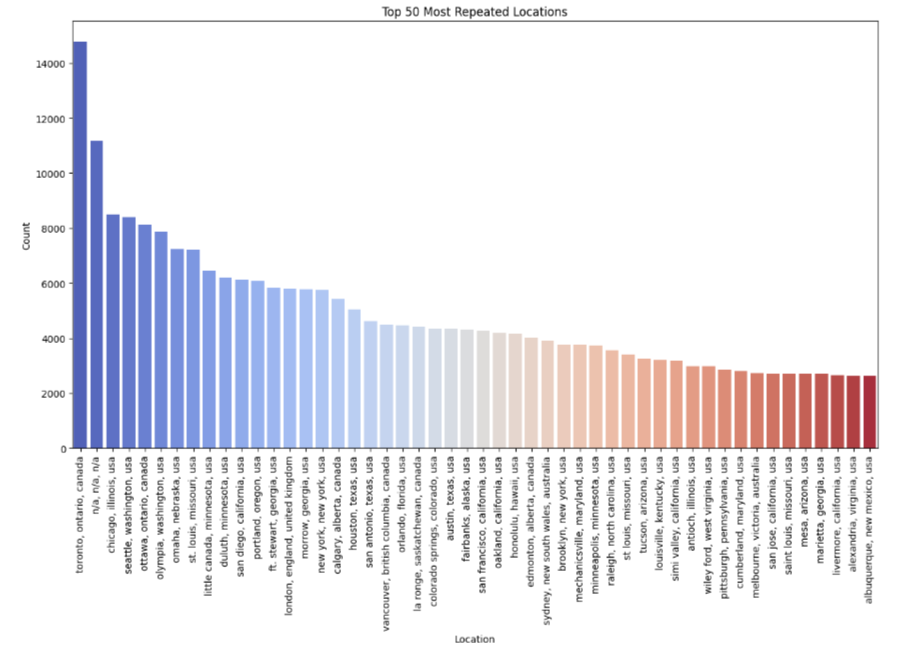 Top 50 Most Repeated Locations
Count
14000
12000
10000
8000
6000
4000
2000
0
toronto, ontario, canada
n/a, n/a, n/a
chicago, illinois, usa
seattle, washington, usa
ottawa, ontario, canada
olympia, washington, usa
omaha, nebraska, usa
st. louis, missouri, usa
little canada, minnesota, usa
duluth, minnesota, usa
san diego, california, usa
portland, oregon, usa
ft. stewart, georgia, usa
london, england, united kingdom
morrow, georgia, usa
new york, new york, usa
calgary, alberta, canada
houston, texas, usa
san antonio, texas, usa
vancouver, british columbia, canada
orlando, florida, usa
la ronge, saskatchewan, canada
colorado springs, colorado, usa
austin, texas, usa
fairbanks, alaska, usa
san francisco, california, usa
oakland, california, usa
honolulu, hawaii, usa
edmonton, alberta, canada
sydney, new south wales, australia
brooklyn, new york, usa
mechanicsville, maryland, usa
minneapolis, minnesota, usa
raleigh, north carolina, usa
st louis, missouri, usa
tucson, arizona, usa
louisville, kentucky, usa
simi valley, california, usa
antioch, illinois, usa
wiley ford, west virginia, usa
pittsburgh, pennsylvania, usa
cumberland, maryland, usa
melbourne, victoria, australia
san jose, california, usa
saint louis, missouri, usa
mesa, arizona, usa
marietta, georgia, usa
livermore, california, usa
alexandria, virginia, usa
albuquerque, new mexico, usa
Location